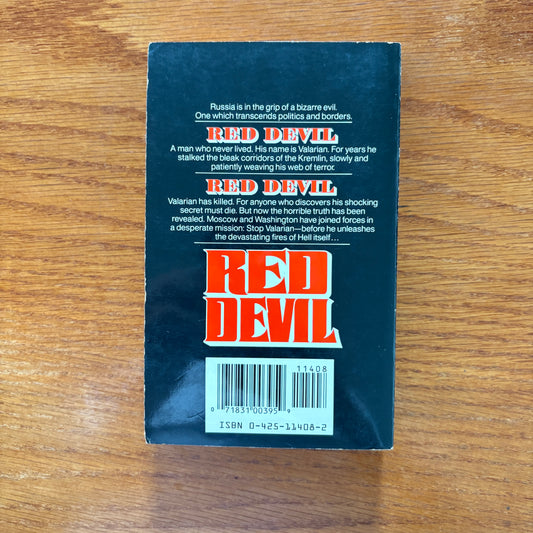 Russia is in the grip of a bizarre evil.
One which transcends politics and borders.
RED DEVIL
A man who never lived. His name is Valarian. For years he
stalked the bleak corridors of the Kremlin, slowly and
patiently weaving his web of terror.
RED DEVIL
Valarian has killed. For anyone who discovers his shocking
secret must die. But now the horrible truth has been
revealed. Moscow and Washington have joined forces in
a desperate mission: Stop Valarian—before he unleashes
the devastating fires of Hell itself...
RED
DEVIL
11408
0 71831 00395 9
ISBN 0-425-11408-2